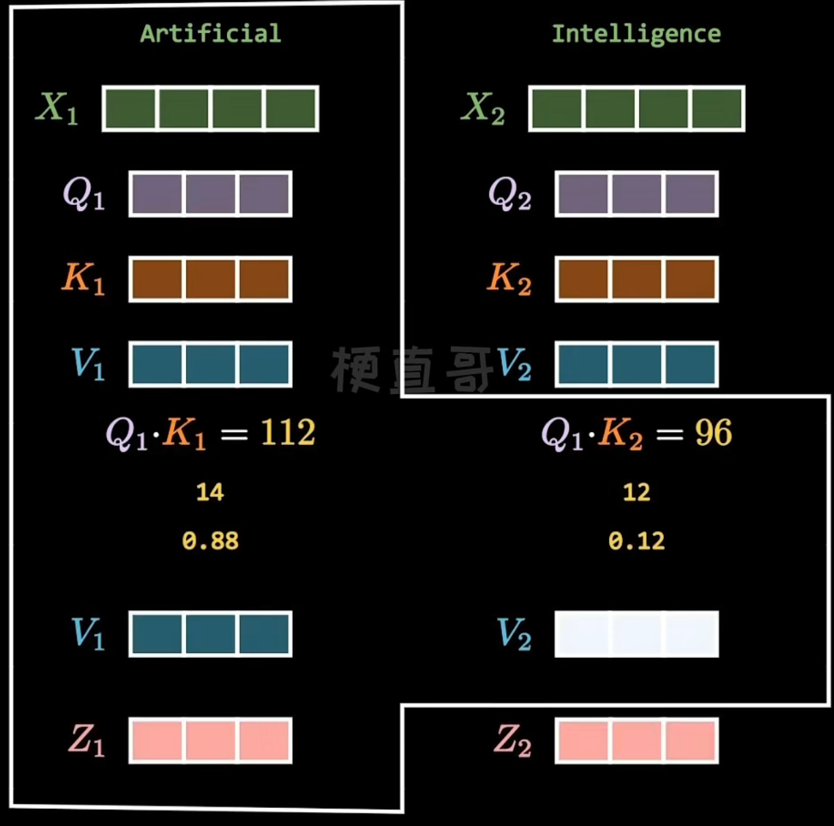 Artificial Intelligence
X₁ X₂
Q₁ Q₂
K₁ K₂
V₁ V₂
梗直哥
Q₁·K₁ = 112 Q₁·K₂ = 96
14 12
0.88 0.12
V₁ V₂
Z₁ Z₂